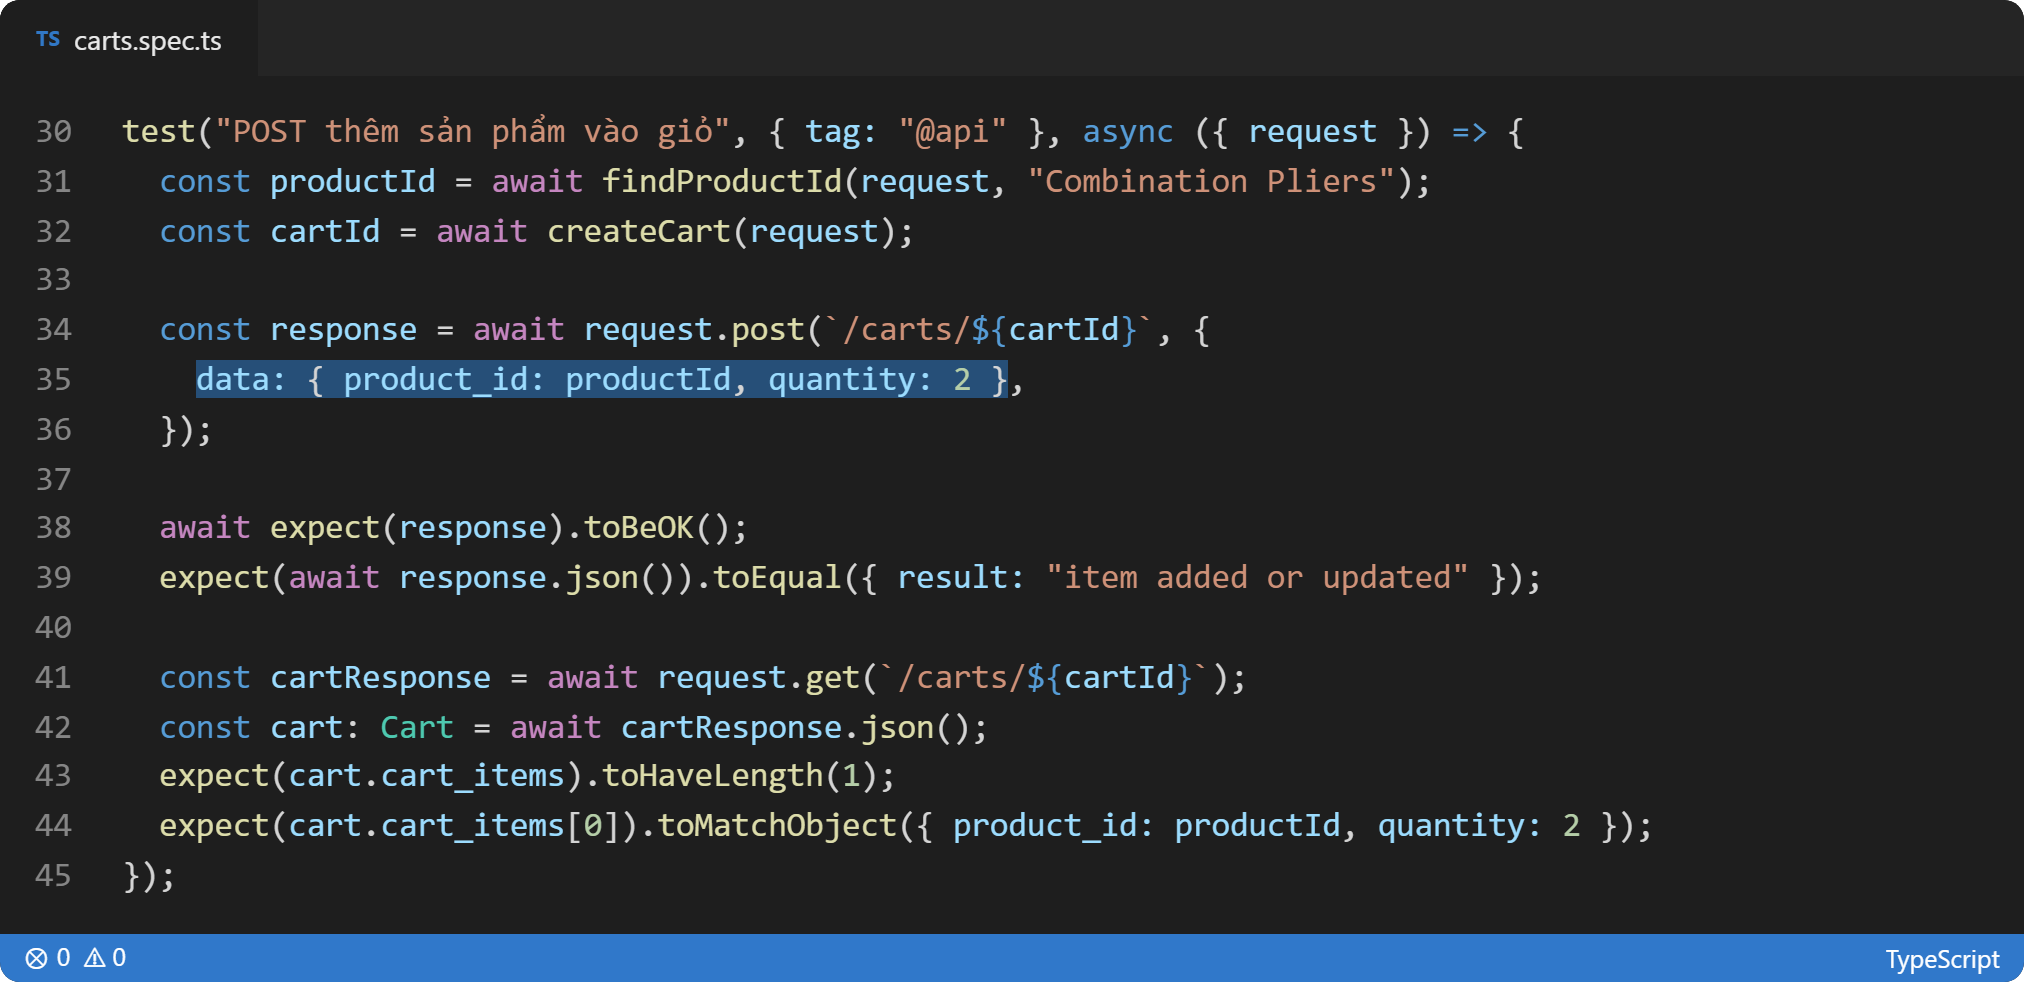 TS carts.spec.ts
30 test("POST thêm sản phẩm vào giỏ", { tag: "@api" }, async ({ request }) => {
31   const productId = await findProductId(request, "Combination Pliers");
32   const cartId = await createCart(request);
33
34   const response = await request.post(`/carts/${cartId}`, {
35     data: { product_id: productId, quantity: 2 },
36   });
37
38   await expect(response).toBeOK();
39   expect(await response.json()).toEqual({ result: "item added or updated" });
40
41   const cartResponse = await request.get(`/carts/${cartId}`);
42   const cart: Cart = await cartResponse.json();
43   expect(cart.cart_items).toHaveLength(1);
44   expect(cart.cart_items[0]).toMatchObject({ product_id: productId, quantity: 2 });
45 });
0 0 TypeScript